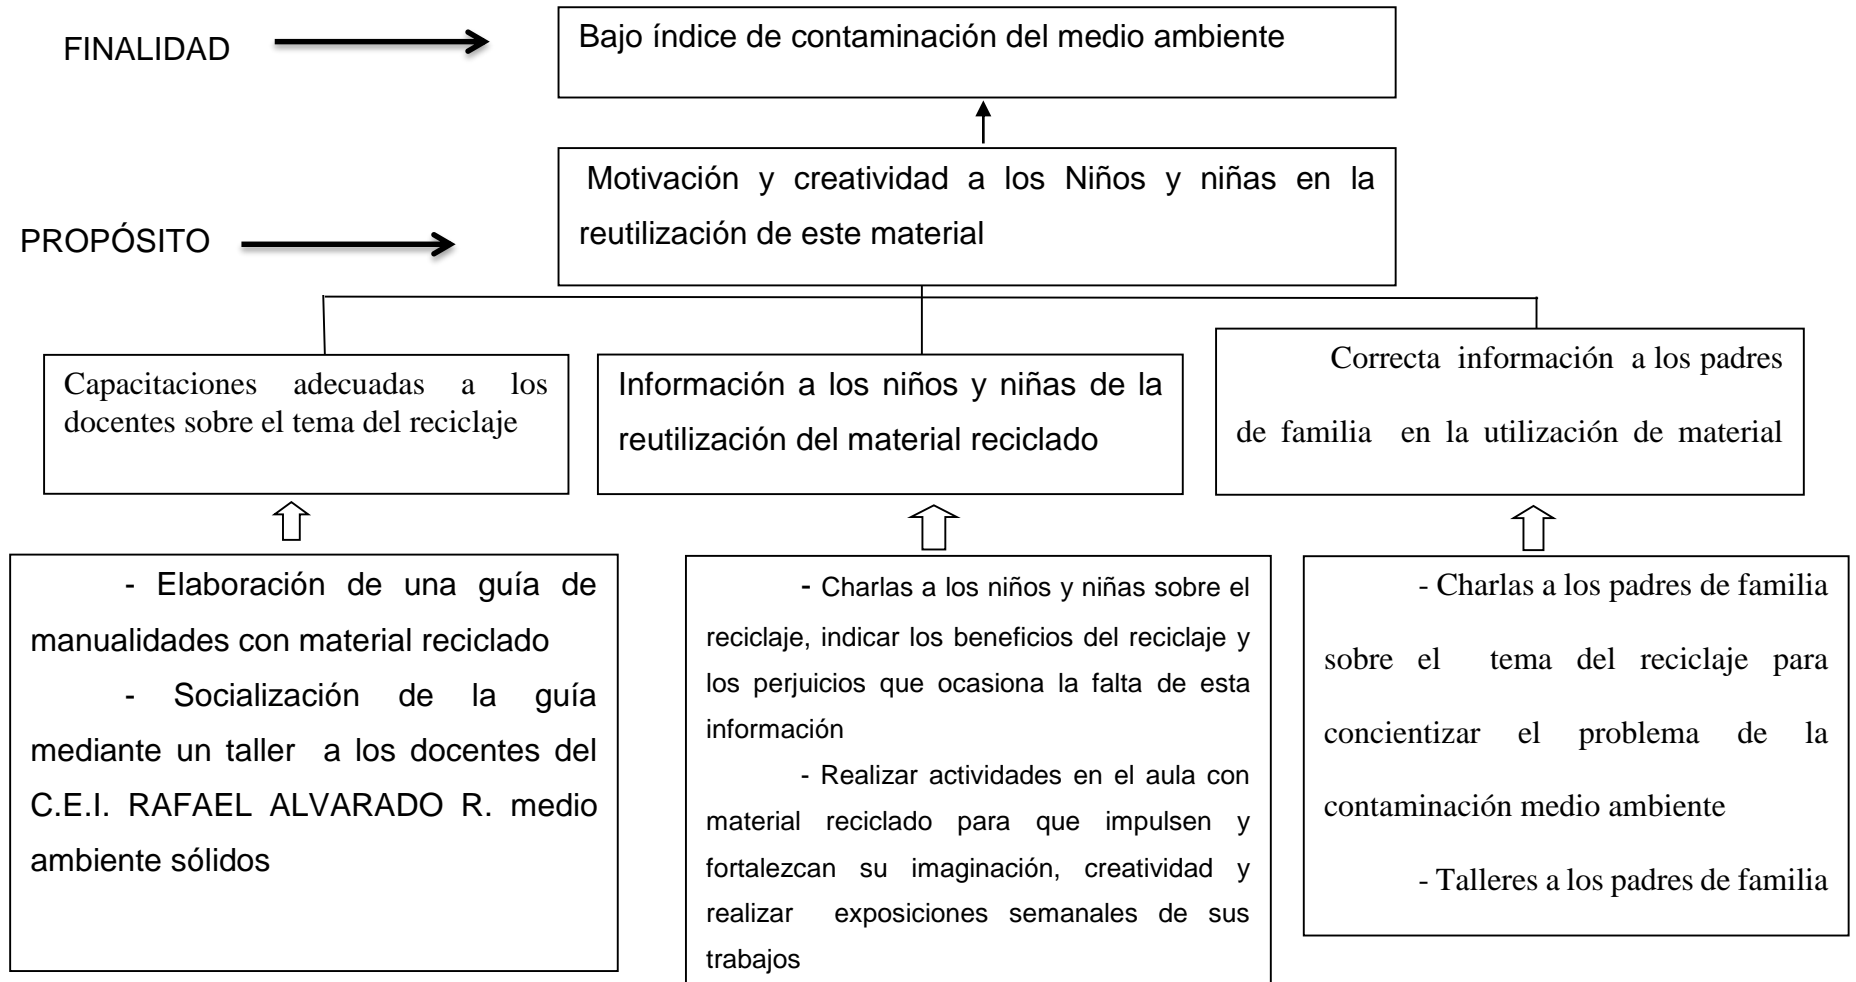 FINALIDAD
Bajo índice de contaminación del medio ambiente
Motivación y creatividad a los Niños y niñas en la
reutilización de este material
PROPÓSITO
Capacitaciones adecuadas a los
docentes sobre el tema del reciclaje
Información a los niños y niñas de la
reutilización del material reciclado
Correcta información a los padres
de familia en la utilización de material
- Elaboración de una guía de
manualidades con material reciclado
- Socialización de la guía
mediante un taller a los docentes del
C.E.I. RAFAEL ALVARADO R. medio
ambiente sólidos
- Charlas a los niños y niñas sobre el
reciclaje, indicar los beneficios del reciclaje y
los perjuicios que ocasiona la falta de esta
información
- Realizar actividades en el aula con
material reciclado para que impulsen y
fortalezcan su imaginación, creatividad y
realizar exposiciones semanales de sus
trabajos
- Charlas a los padres de familia
sobre el tema del reciclaje para
concientizar el problema de la
contaminación medio ambiente
- Talleres a los padres de familia